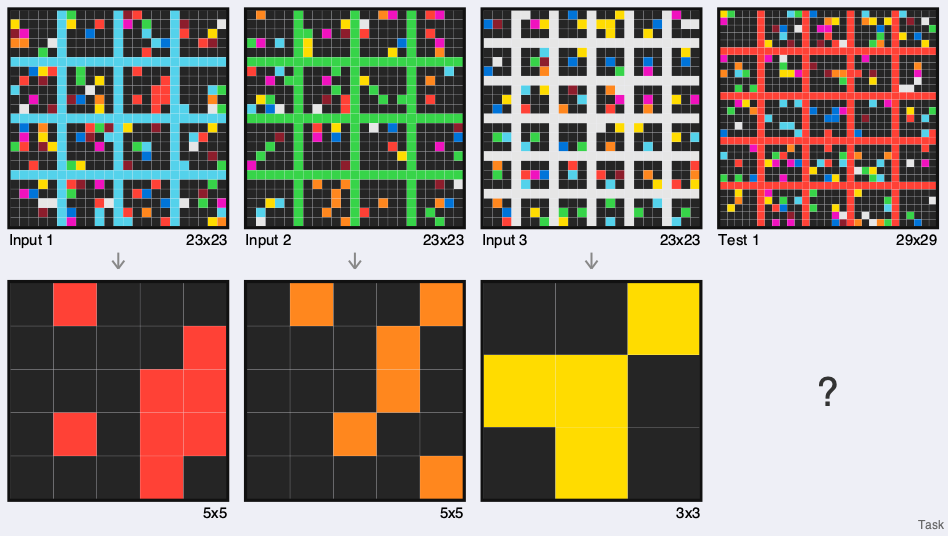 Input 1 23x23
Input 2 23x23
Input 3 23x23
Test 1 29x29
5x5
5x5
3x3
?
Task